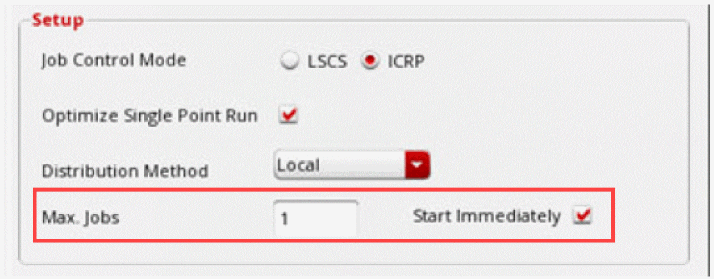 Setup
Job Control Mode LSCS ICRP
Optimize Single Point Run
Distribution Method Local
Max. Jobs 1 Start Immediately